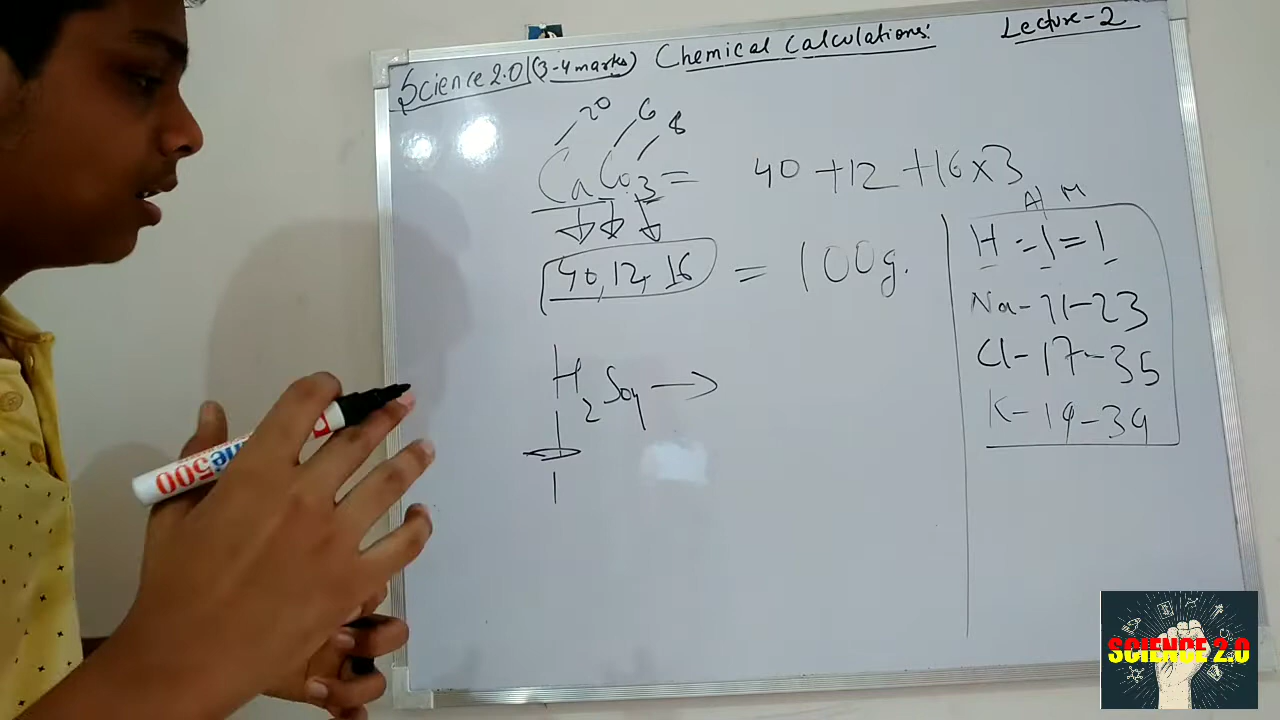 Science 2.0 (3-4 marks) Chemical Calculations: Lecture-2
20 6 8
CaCo3 = 40 + 12 + 16 x 3
40, 12, 16 = 100g.
H2So4 →
1
A M
H = 1 = 1
Na - 11 - 23
Cl - 17 - 35
K - 19 - 39
500
SCIENCE 2.0